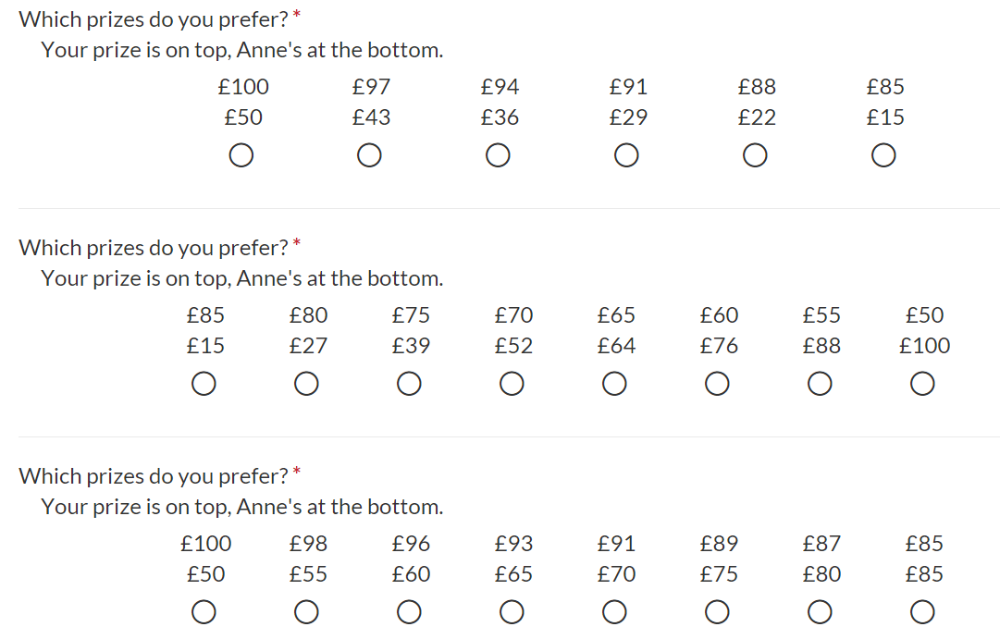 Which prizes do you prefer? *
Your prize is on top, Anne's at the bottom.
£100 £97 £94 £91 £88 £85
£50 £43 £36 £29 £22 £15
Which prizes do you prefer? *
Your prize is on top, Anne's at the bottom.
£85 £80 £75 £70 £65 £60 £55 £50
£15 £27 £39 £52 £64 £76 £88 £100
Which prizes do you prefer? *
Your prize is on top, Anne's at the bottom.
£100 £98 £96 £93 £91 £89 £87 £85
£50 £55 £60 £65 £70 £75 £80 £85